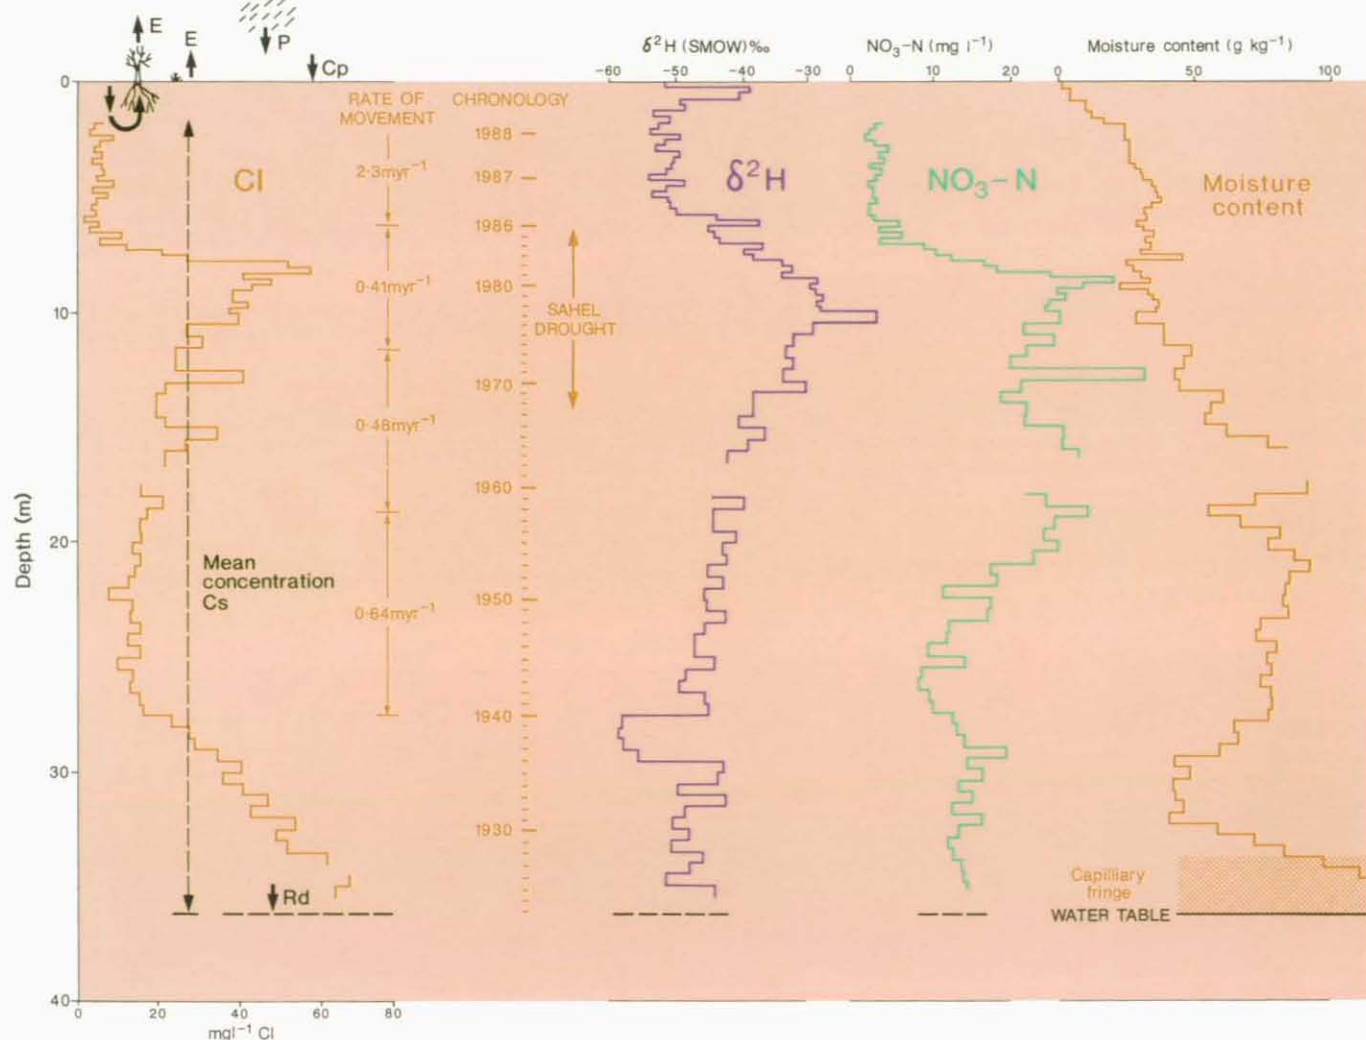 E
E
P
Cp
δ²H (SMOW)‰
NO₃-N (mg l⁻¹)
Moisture content (g kg⁻¹)
-60 -50 -40 -30
0 10 20
0 50 100
0
10
20
30
40
Depth (m)
RATE OF
MOVEMENT
CHRONOLOGY
1988
1987
1986
1980
1970
1960
1950
1940
1930
2·3myr⁻¹
0·41myr⁻¹
0·48myr⁻¹
0·64myr⁻¹
Cl
δ²H
NO₃-N
Moisture
content
SAHEL
DROUGHT
Mean
concentration
Cs
Rd
Capillary
fringe
WATER TABLE
0 20 40 60 80
mgl⁻¹ Cl